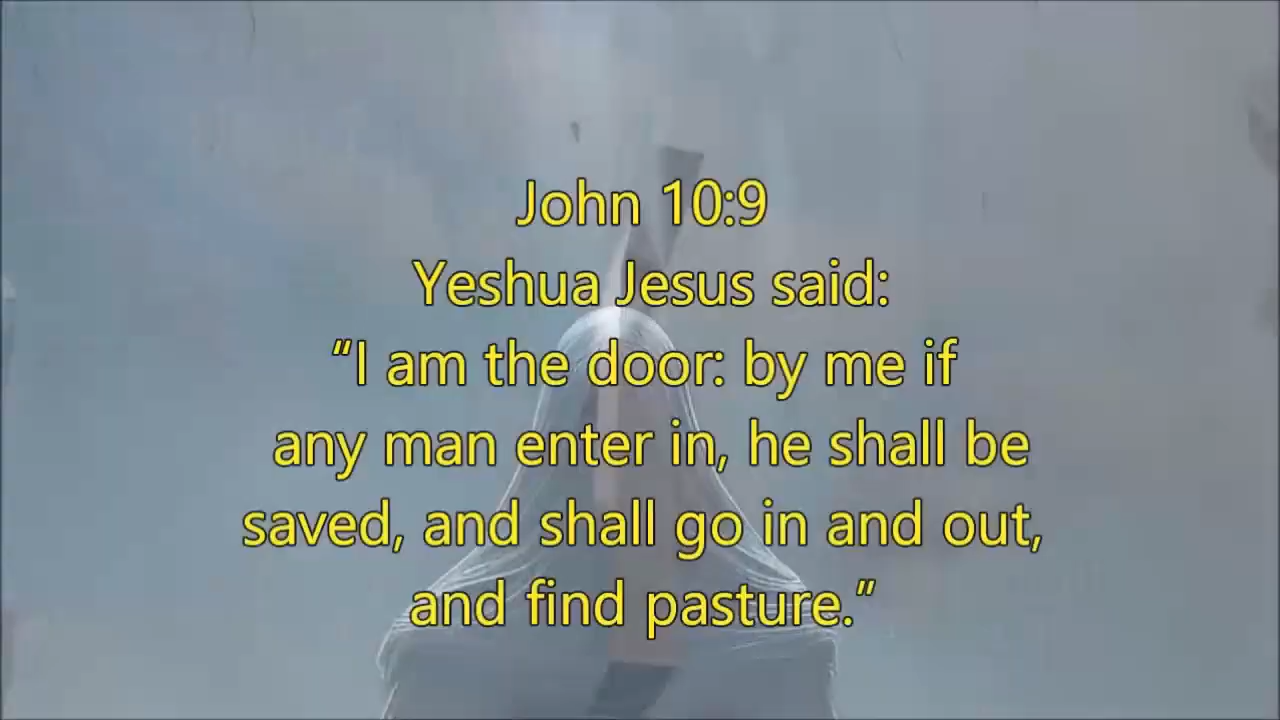 John 10:9
Yeshua Jesus said:
“I am the door: by me if
any man enter in, he shall be
saved, and shall go in and out,
and find pasture.”